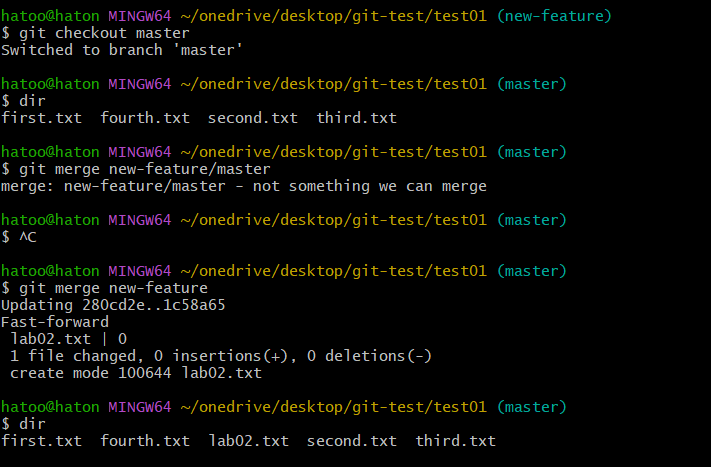 hatoo@haton MINGW64 ~/onedrive/desktop/git-test/test01 (new-feature)
$ git checkout master
Switched to branch 'master'
hatoo@haton MINGW64 ~/onedrive/desktop/git-test/test01 (master)
$ dir
first.txt  fourth.txt  second.txt  third.txt
hatoo@haton MINGW64 ~/onedrive/desktop/git-test/test01 (master)
$ git merge new-feature/master
merge: new-feature/master - not something we can merge
hatoo@haton MINGW64 ~/onedrive/desktop/git-test/test01 (master)
$ ^C
hatoo@haton MINGW64 ~/onedrive/desktop/git-test/test01 (master)
$ git merge new-feature
Updating 280cd2e..1c58a65
Fast-forward
 lab02.txt | 0
 1 file changed, 0 insertions(+), 0 deletions(-)
 create mode 100644 lab02.txt
hatoo@haton MINGW64 ~/onedrive/desktop/git-test/test01 (master)
$ dir
first.txt  fourth.txt  lab02.txt  second.txt  third.txt